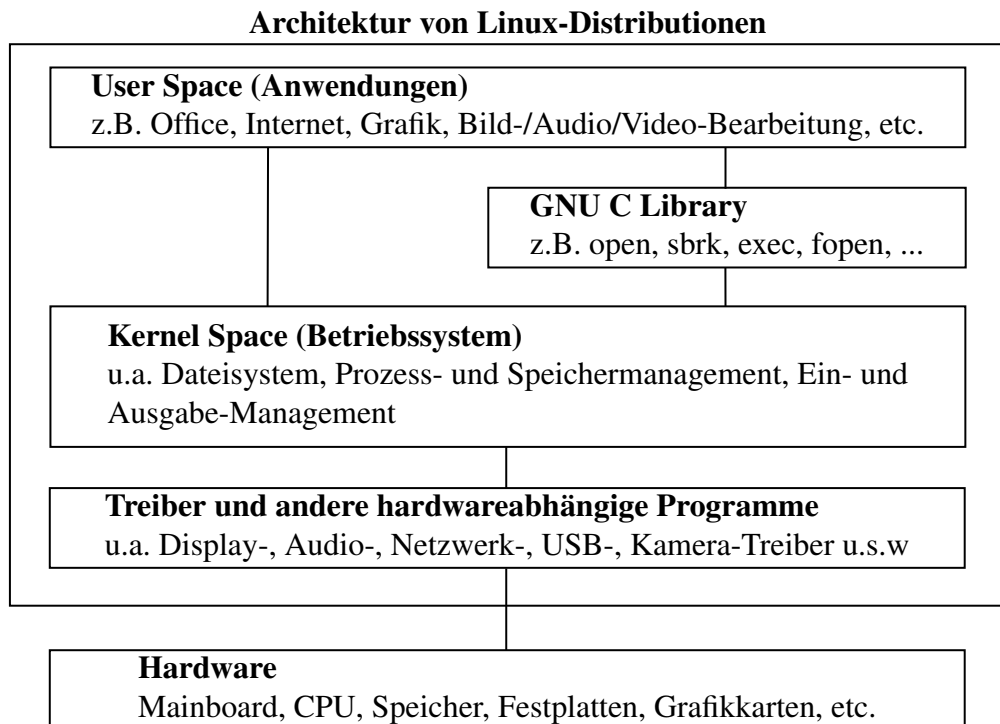 Architektur von Linux-Distributionen
User Space (Anwendungen)
z.B. Office, Internet, Grafik, Bild-/Audio/Video-Bearbeitung, etc.
GNU C Library
z.B. open, sbrk, exec, fopen, ...
Kernel Space (Betriebssystem)
u.a. Dateisystem, Prozess- und Speichermanagement, Ein- und
Ausgabe-Management
Treiber und andere hardwareabhängige Programme
u.a. Display-, Audio-, Netzwerk-, USB-, Kamera-Treiber u.s.w
Hardware
Mainboard, CPU, Speicher, Festplatten, Grafikkarten, etc.